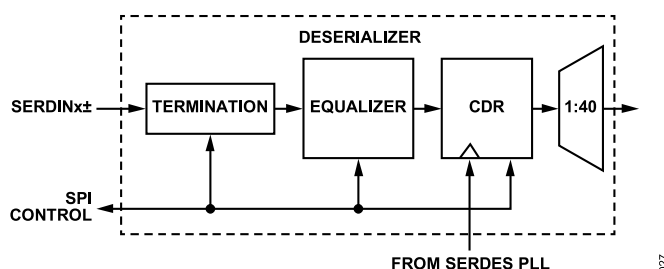 DESERIALIZER
SERDINx±
TERMINATION
EQUALIZER
CDR
1:40
SPI
CONTROL
FROM SERDES PLL